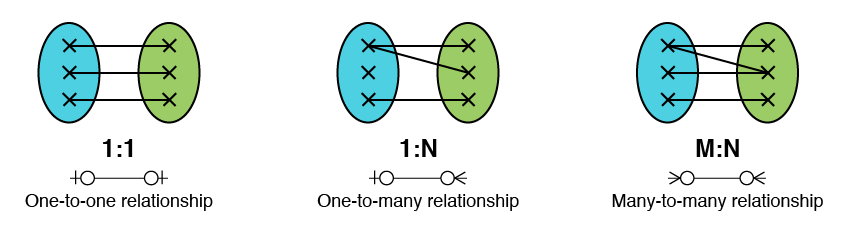 1:1
1:N
M:N
One-to-one relationship
One-to-many relationship
Many-to-many relationship